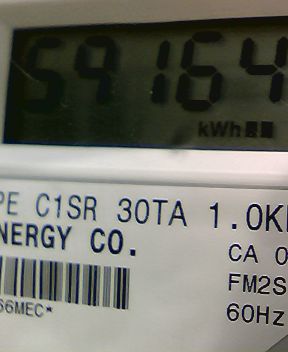 59164
kWh
PE C1SR 30TA 1.0K
NERGY CO.
CA 0
FM2S
66MEC*
60Hz